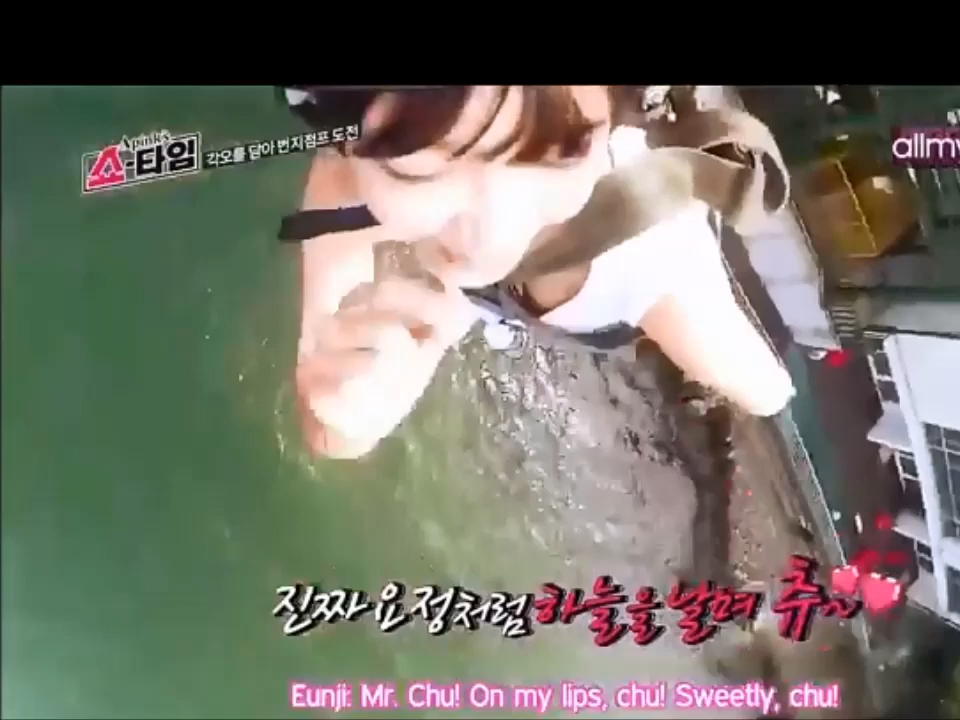 Apink's
쇼타임
각오를 담아 번지점프 도전
allmy
진짜 요정처럼 하늘을 날며 츄~
Eunji: Mr. Chu! On my lips, chu! Sweetly, chu!